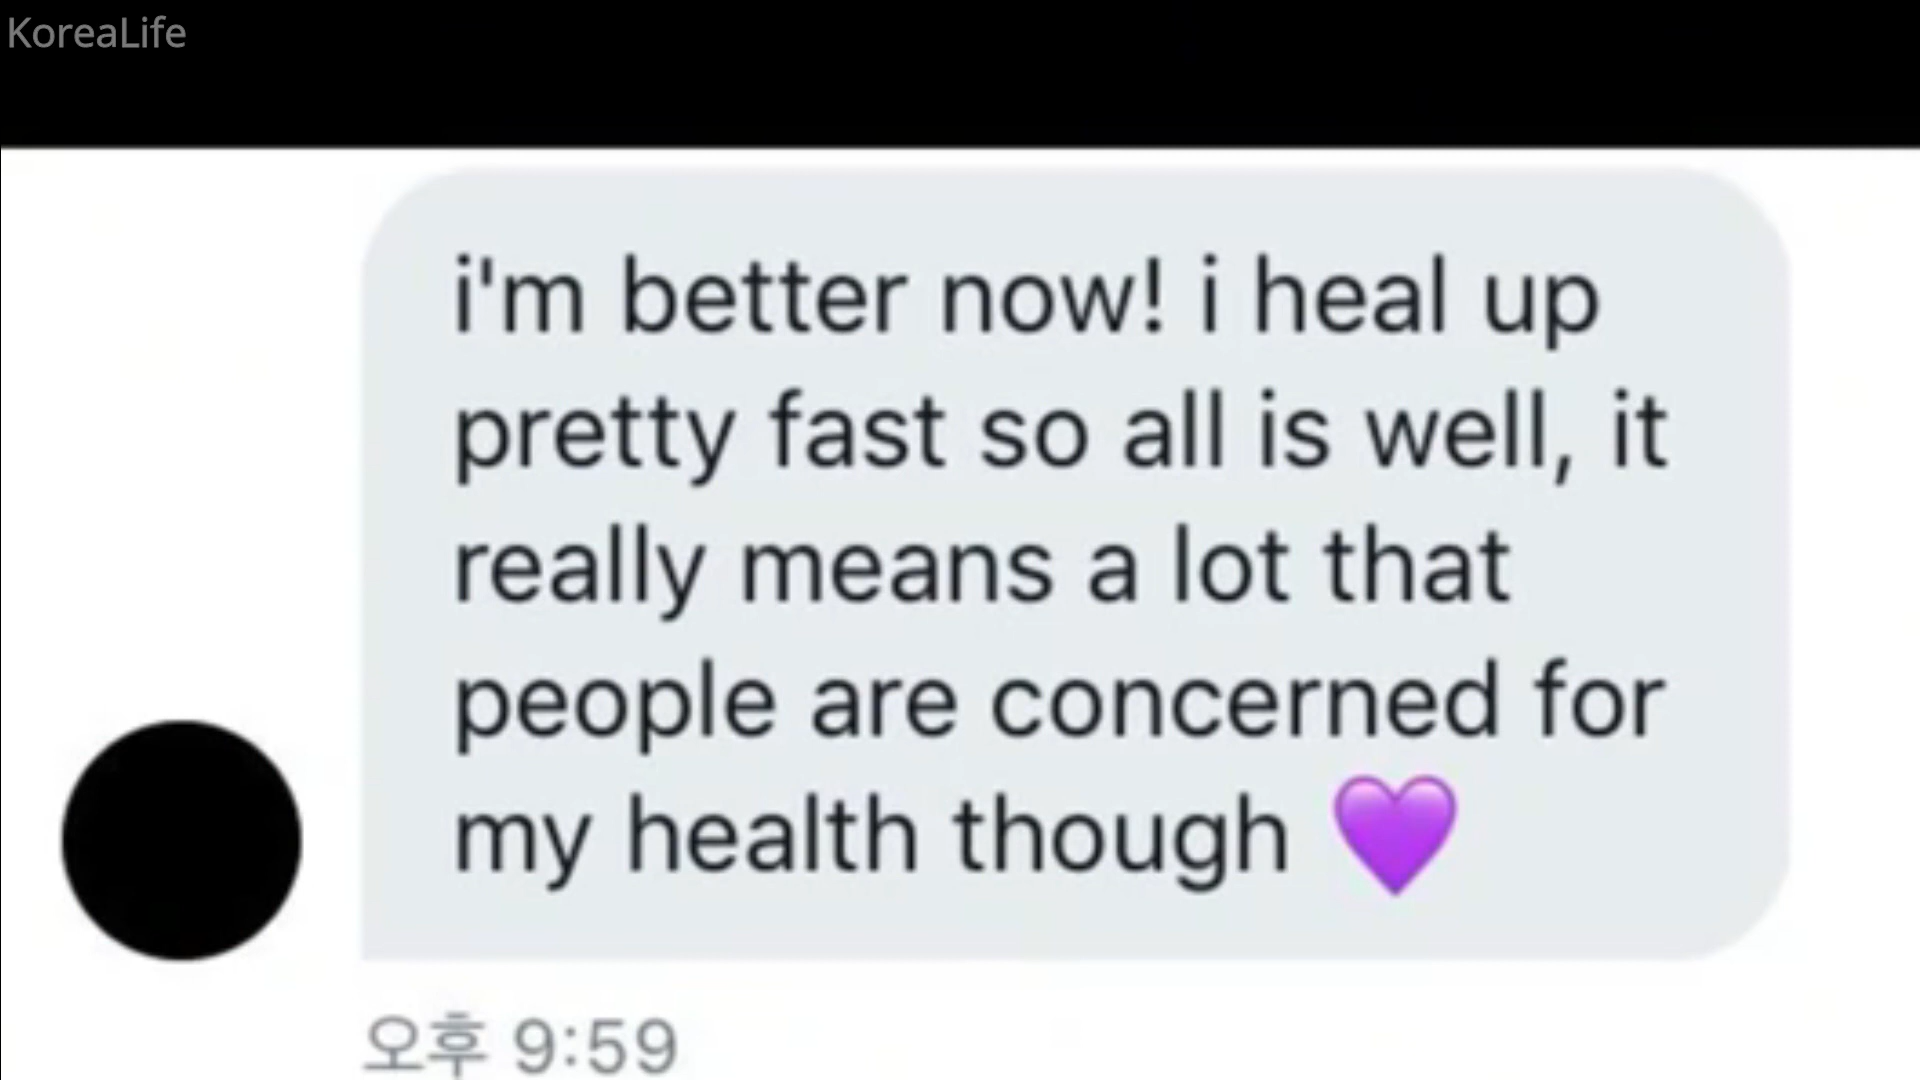 KoreaLife
i'm better now! i heal up
pretty fast so all is well, it
really means a lot that
people are concerned for
my health though 💜
오후 9:59